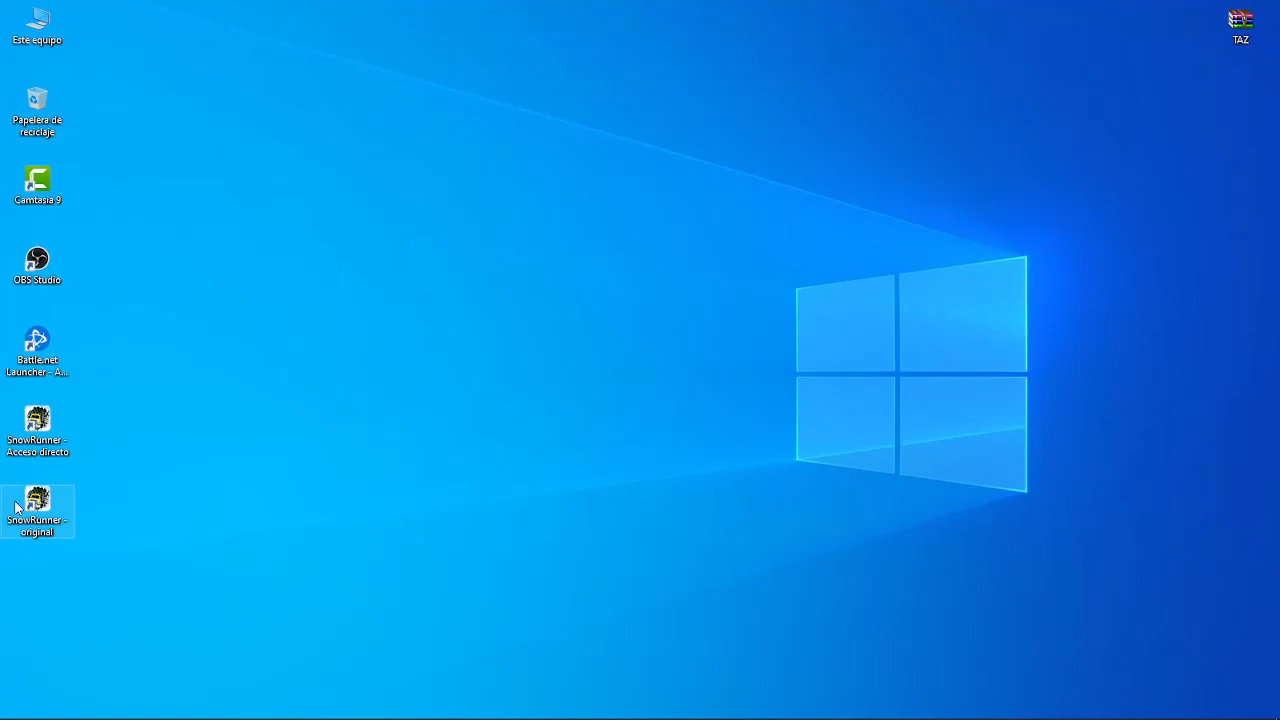 Este equipo
TAZ
Papelera de
reciclaje
Camtasia 9
OBS Studio
Battle.net
Launcher - A...
SnowRunner -
Acceso directo
SnowRunner -
original